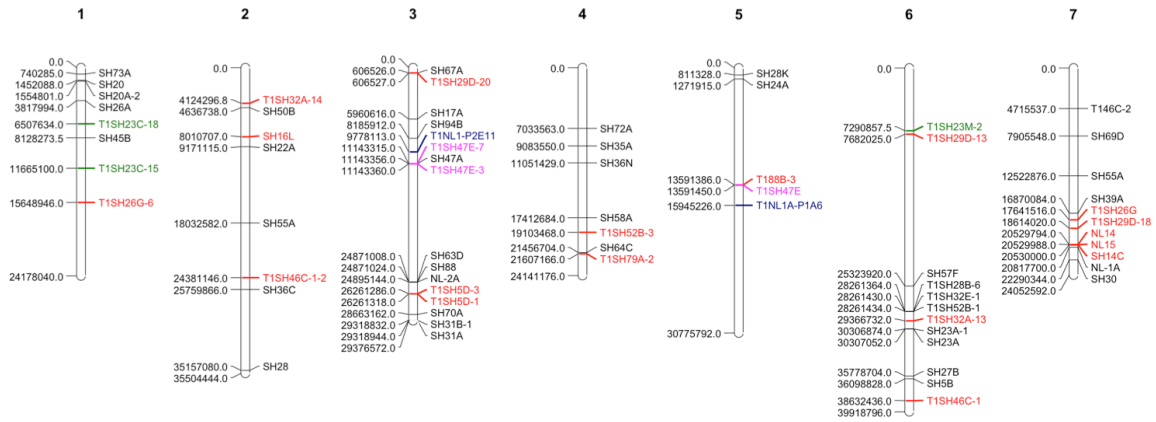 1 2 3 4 5 6 7
0.0
740285.0 SH73A
1452088.0 SH20
1554801.0 SH20A-2
3817994.0 SH26A
6507634.0 T1SH23C-18
8128273.5 SH45B
11665100.0 T1SH23C-15
15648946.0 T1SH26G-6
24178040.0
0.0
4124296.8 T1SH32A-14
4636738.0 SH50B
8010707.0 SH16L
9171115.0 SH22A
18032582.0 SH55A
24381146.0 T1SH46C-1-2
25759866.0 SH36C
35157080.0 SH28
35504444.0
0.0
606526.0 SH67A
606527.0 T1SH29D-20
5960616.0 SH17A
8185912.0 SH94B
9778113.0 T1NL1-P2E11
11143315.0 T1SH47E-7
11143356.0 SH47A
11143360.0 T1SH47E-3
24871008.0 SH63D
24871024.0 SH88
24895144.0 NL-2A
26261286.0 T1SH5D-3
26261318.0 T1SH5D-1
28663162.0 SH70A
29318832.0 SH31B-1
29318944.0 SH31A
29376572.0
0.0
7033563.0 SH72A
9083550.0 SH35A
11051429.0 SH36N
17412684.0 SH58A
19103468.0 T1SH52B-3
21456704.0 SH64C
21607166.0 T1SH79A-2
24141176.0
0.0
811328.0 SH28K
1271915.0 SH24A
13591386.0 T188B-3
13591450.0 T1SH47E
15945226.0 T1NL1A-P1A6
30775792.0
0.0
7290857.5 T1SH23M-2
7682025.0 T1SH29D-13
25323920.0 SH57F
28261364.0 T1SH28B-6
28261430.0 T1SH32E-1
28261434.0 T1SH52B-1
29366732.0 T1SH32A-13
30306874.0 SH23A-1
30307052.0 SH23A
35778704.0 SH27B
36098828.0 SH5B
38632436.0 T1SH46C-1
39918796.0
0.0
4715537.0 T146C-2
7905548.0 SH69D
12522876.0 SH55A
16870084.0 SH39A
17641516.0 T1SH26G
18614020.0 T1SH29D-18
20529794.0 NL14
20529988.0 NL15
20530000.0 SH14C
20817700.0 NL-1A
22290344.0 SH30
24052592.0